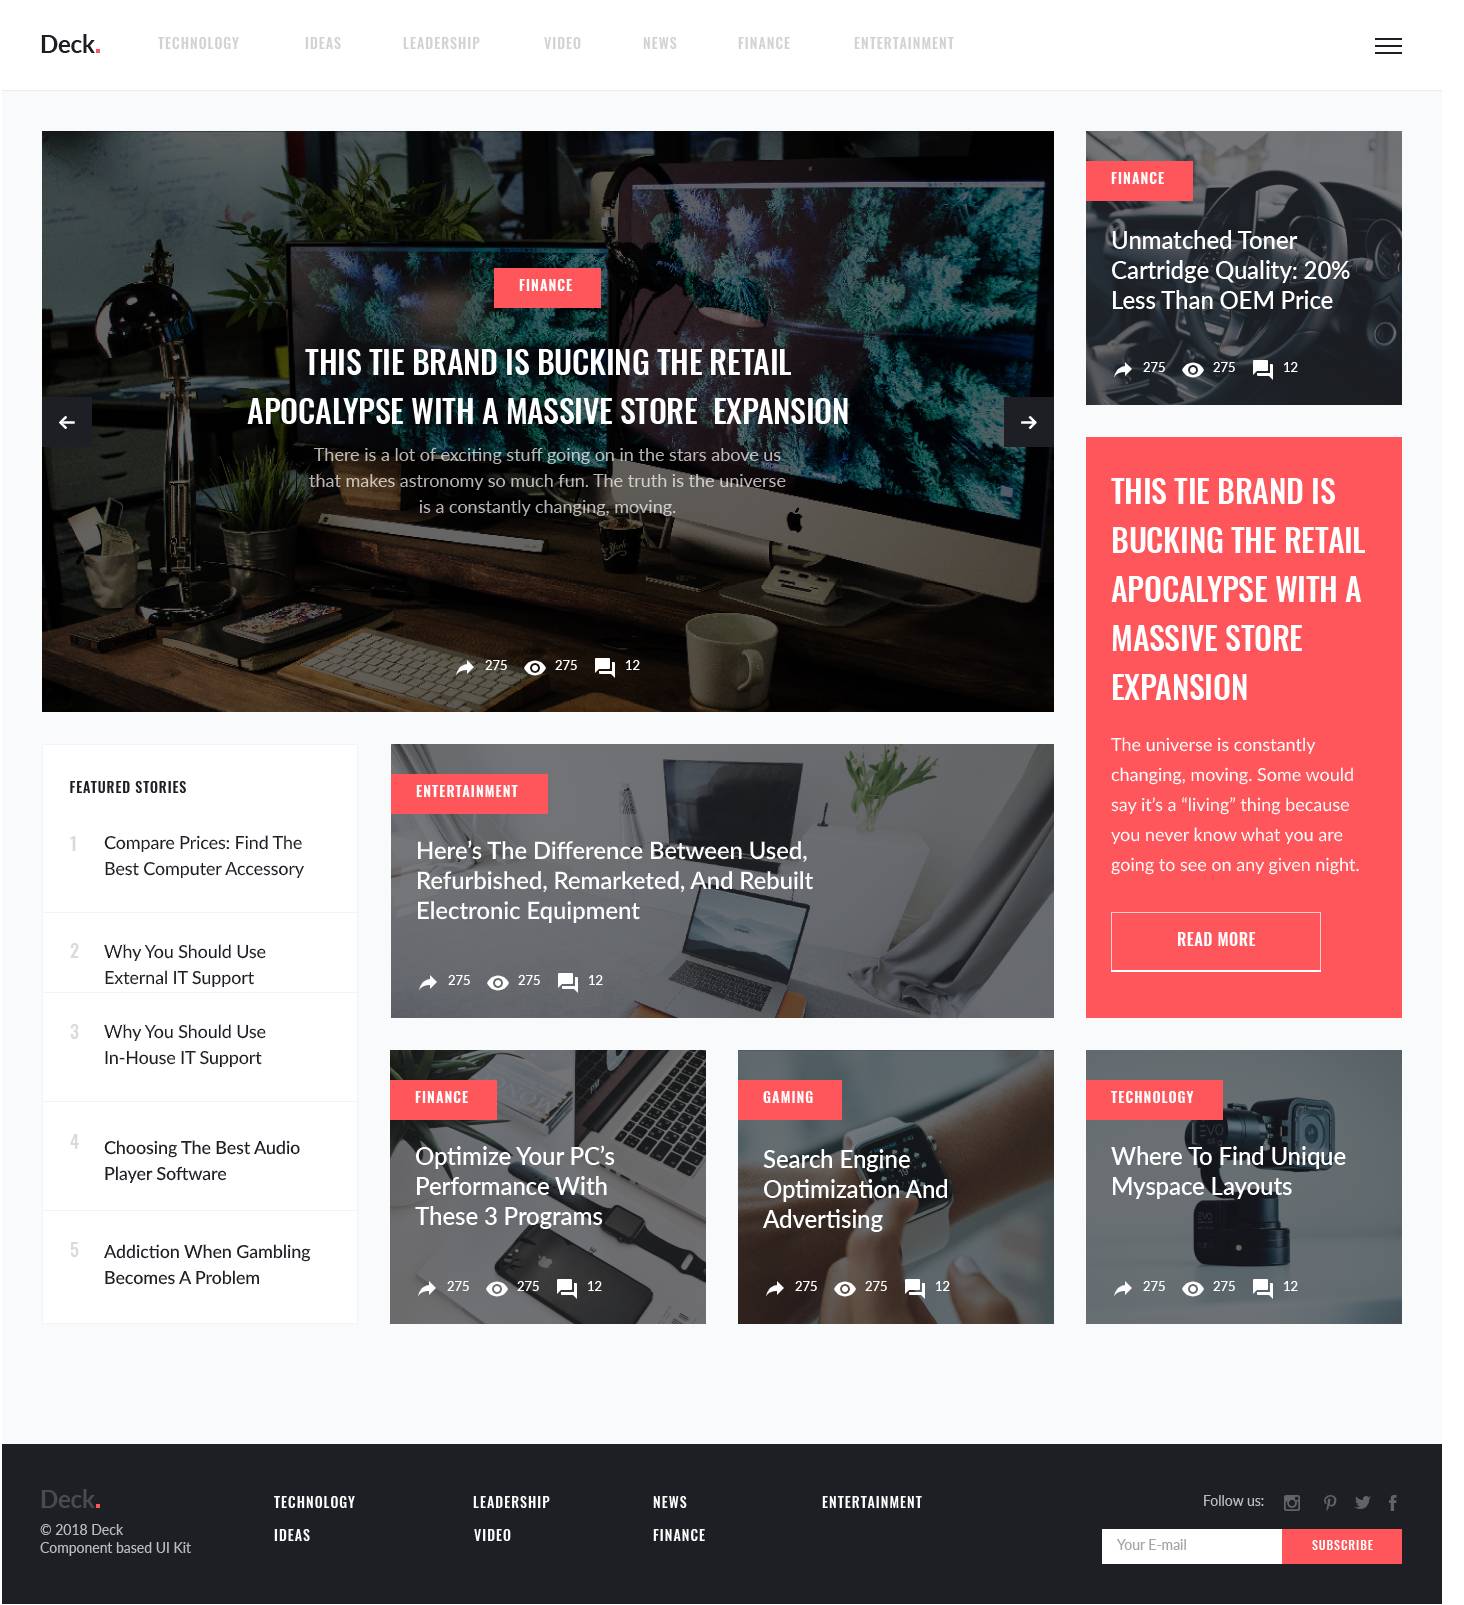 Deck.
TECHNOLOGY IDEAS LEADERSHIP VIDEO NEWS FINANCE ENTERTAINMENT
FINANCE
THIS TIE BRAND IS BUCKING THE RETAIL
APOCALYPSE WITH A MASSIVE STORE EXPANSION
There is a lot of exciting stuff going on in the stars above us
that makes astronomy so much fun. The truth is the universe
is a constantly changing, moving.
275 275 12
FINANCE
Unmatched Toner
Cartridge Quality: 20%
Less Than OEM Price
275 275 12
THIS TIE BRAND IS
BUCKING THE RETAIL
APOCALYPSE WITH A
MASSIVE STORE
EXPANSION
The universe is constantly
changing, moving. Some would
say it’s a “living” thing because
you never know what you are
going to see on any given night.
READ MORE
FEATURED STORIES
1 Compare Prices: Find The
Best Computer Accessory
2 Why You Should Use
External IT Support
3 Why You Should Use
In-House IT Support
4 Choosing The Best Audio
Player Software
5 Addiction When Gambling
Becomes A Problem
ENTERTAINMENT
Here’s The Difference Between Used,
Refurbished, Remarketed, And Rebuilt
Electronic Equipment
275 275 12
FINANCE
Optimize Your PC’s
Performance With
These 3 Programs
275 275 12
GAMING
Search Engine
Optimization And
Advertising
275 275 12
TECHNOLOGY
EVO
Where To Find Unique
Myspace Layouts
EVO
275 275 12
Deck.
© 2018 Deck
Component based UI Kit
TECHNOLOGY LEADERSHIP NEWS ENTERTAINMENT
IDEAS VIDEO FINANCE
Follow us:
Your E-mail SUBSCRIBE